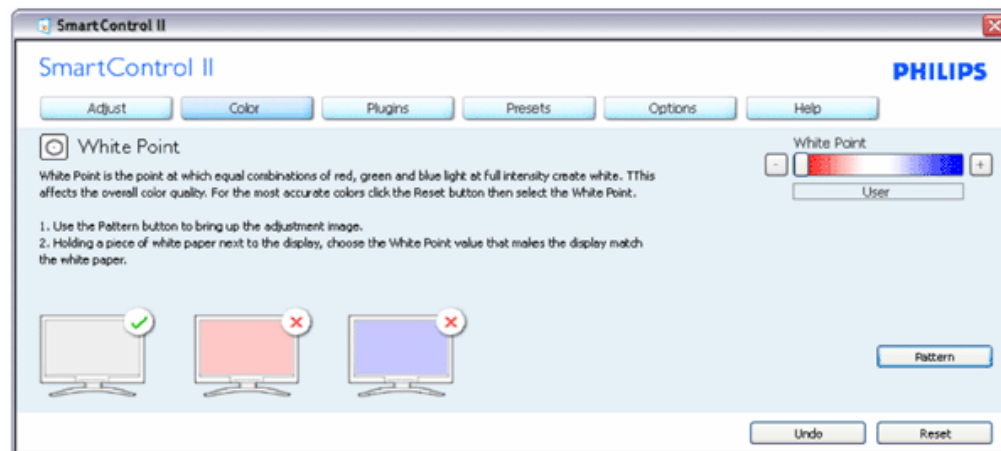 SmartControl II
SmartControl II
PHILIPS
Adjust
Color
Plugins
Presets
Options
Help
White Point
White Point is the point at which equal combinations of red, green and blue light at full intensity create white. TThis
affects the overall color quality. For the most accurate colors click the Reset button then select the White Point.
1. Use the Pattern button to bring up the adjustment image.
2. Holding a piece of white paper next to the display, choose the White Point value that makes the display match
the white paper.
White Point
-
+
User
Pattern
Undo
Reset